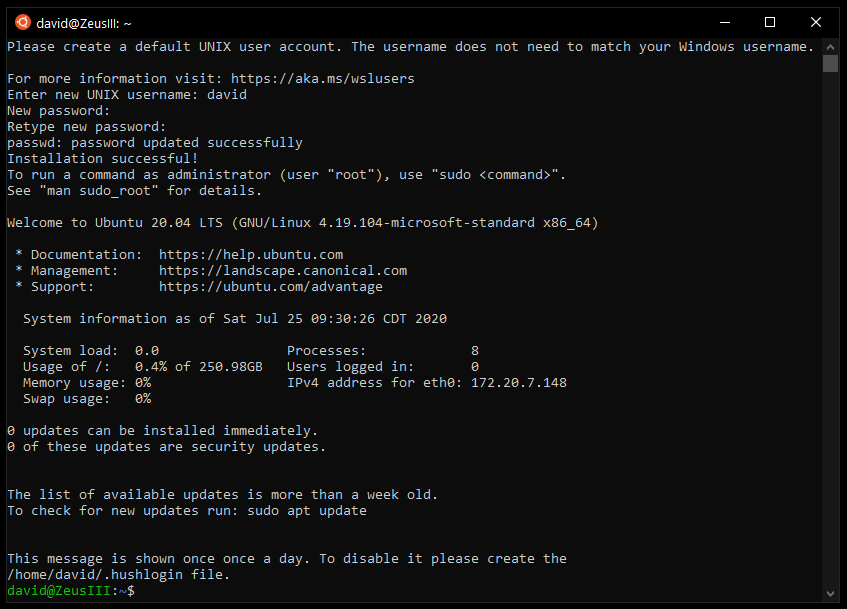 david@ZeusIII: ~
Please create a default UNIX user account. The username does not need to match your Windows username.
For more information visit: https://aka.ms/wslusers
Enter new UNIX username: david
New password:
Retype new password:
passwd: password updated successfully
Installation successful!
To run a command as administrator (user "root"), use "sudo <command>".
See "man sudo_root" for details.
Welcome to Ubuntu 20.04 LTS (GNU/Linux 4.19.104-microsoft-standard x86_64)
* Documentation:  https://help.ubuntu.com
* Management:     https://landscape.canonical.com
* Support:        https://ubuntu.com/advantage
System information as of Sat Jul 25 09:30:26 CDT 2020
System load:  0.0                Processes:             8
Usage of /:   0.4% of 250.98GB   Users logged in:       0
Memory usage: 0%                 IPv4 address for eth0: 172.20.7.148
Swap usage:   0%
0 updates can be installed immediately.
0 of these updates are security updates.
The list of available updates is more than a week old.
To check for new updates run: sudo apt update
This message is shown once once a day. To disable it please create the
/home/david/.hushlogin file.
david@ZeusIII:~$